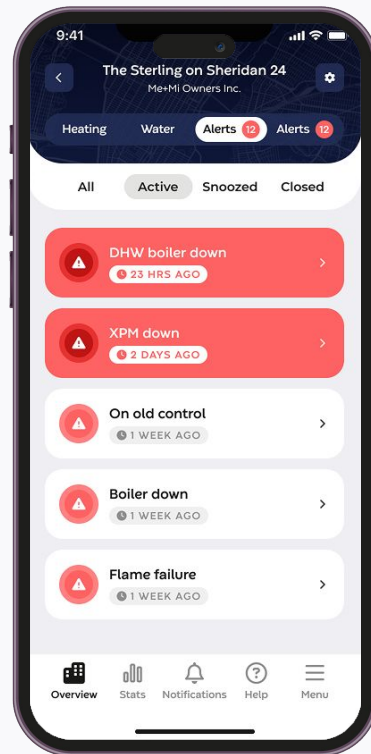 9:41
The Sterling on Sheridan 24
Me+Mi Owners Inc.
Heating Water Alerts 12 Alerts 12
All Active Snoozed Closed
DHW boiler down
23 HRS AGO
XPM down
2 DAYS AGO
On old control
1 WEEK AGO
Boiler down
1 WEEK AGO
Flame failure
1 WEEK AGO
Overview Stats Notifications Help Menu